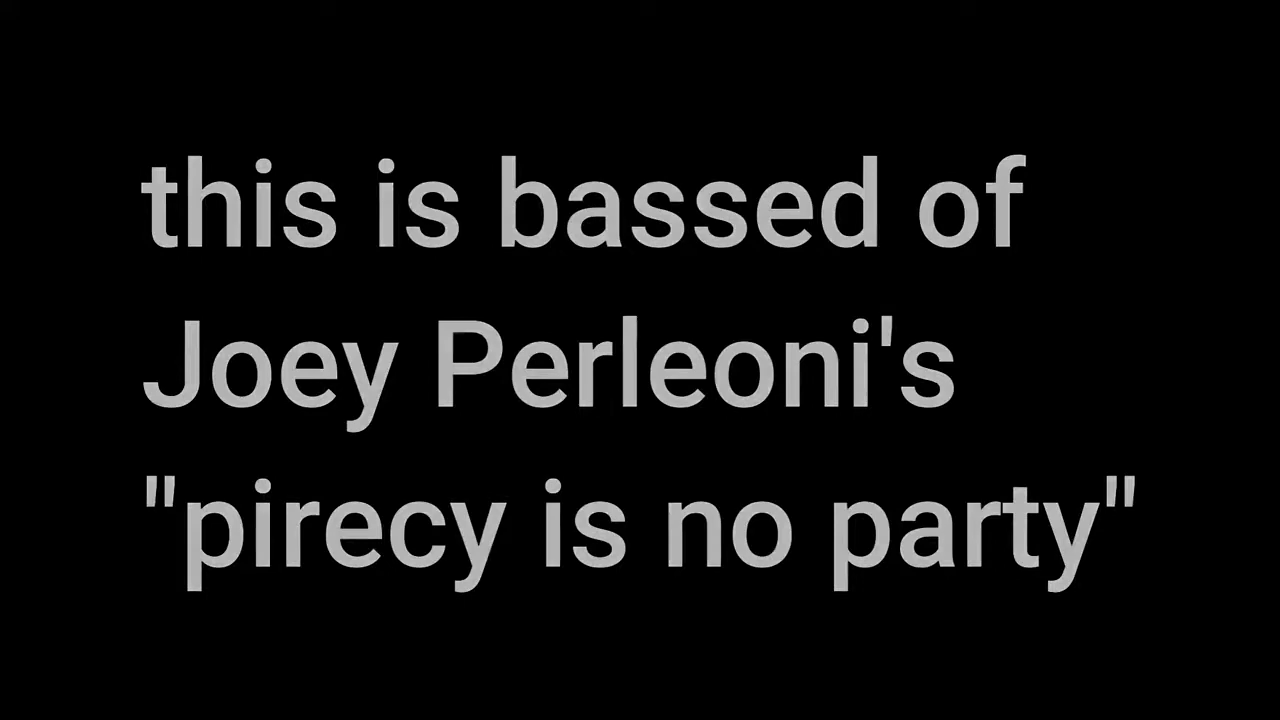 this is bassed of
Joey Perleoni's
"pirecy is no party"